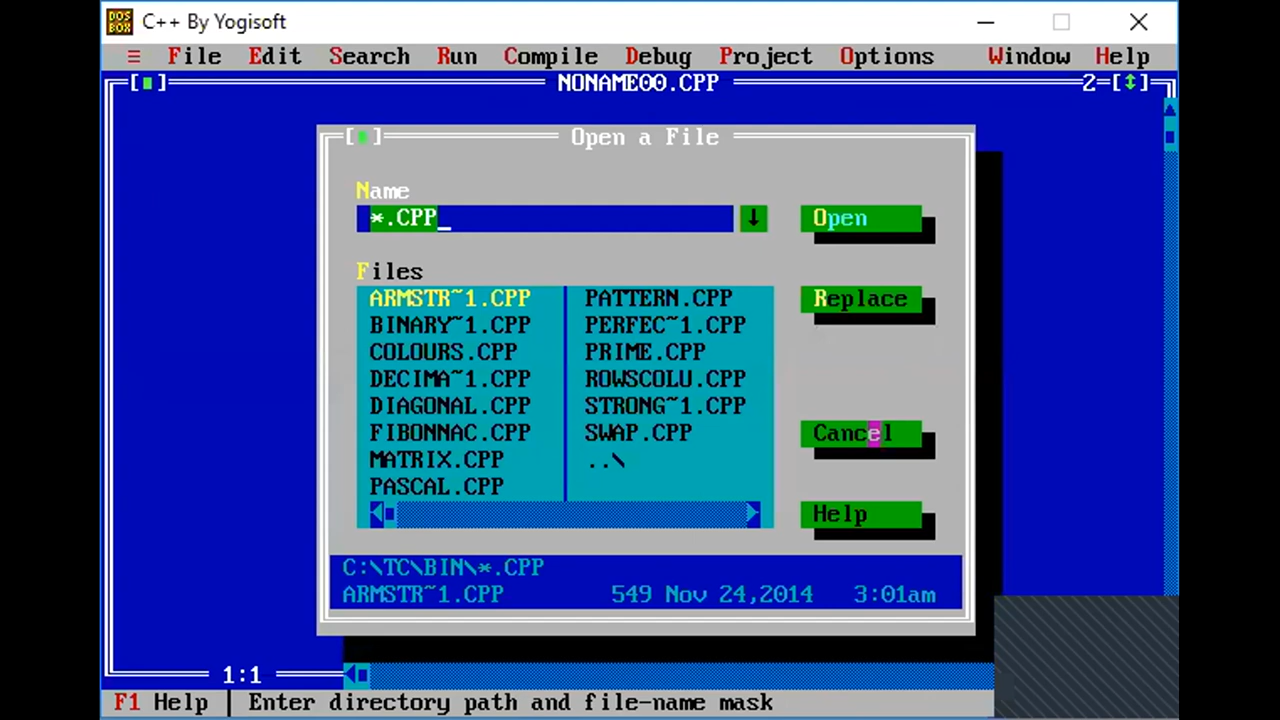 DOS BOX C++ By Yogisoft
≡ File Edit Search Run Compile Debug Project Options Window Help
[■] NONAME00.CPP 2=[↕]
[■] Open a File
Name
*.CPP_ ↓ Open
Files
ARMSTR~1.CPP PATTERN.CPP Replace
BINARY~1.CPP PERFEC~1.CPP
COLOURS.CPP PRIME.CPP
DECIMA~1.CPP ROWSCOLU.CPP
DIAGONAL.CPP STRONG~1.CPP
FIBONNAC.CPP SWAP.CPP Cancel
MATRIX.CPP ..\
PASCAL.CPP
Help
C:\TC\BIN\*.CPP
ARMSTR~1.CPP 549 Nov 24,2014 3:01am
1:1
F1 Help | Enter directory path and file-name mask